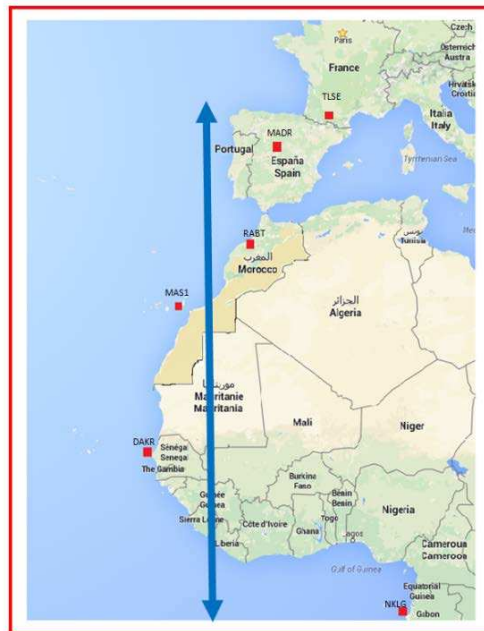 Czech
Paris
Österreich
Austria
France
Hrvatska
Croatia
TLSE
Italia
Italy
MADR
Portugal
España
Spain
Tyrrhenian Sea
RABT
تونس
Tunisia
المغرب
Morocco
MAS1
الجزائر
Algeria
موريتانيا
Mauritanie
Mauritania
Mali
Niger
DAKR
Sénégal
Senegal
The Gambia
Burkina
Faso
Guinée
Guinea
Bénin
Benin
Nigeria
Sierra Leone
Côte d'Ivoire
Togo
Ghana
Lagos
Liberia
Cameroun
Cameroon
Gulf of Guinea
Equatorial
Guinea
NKLG
Gabon